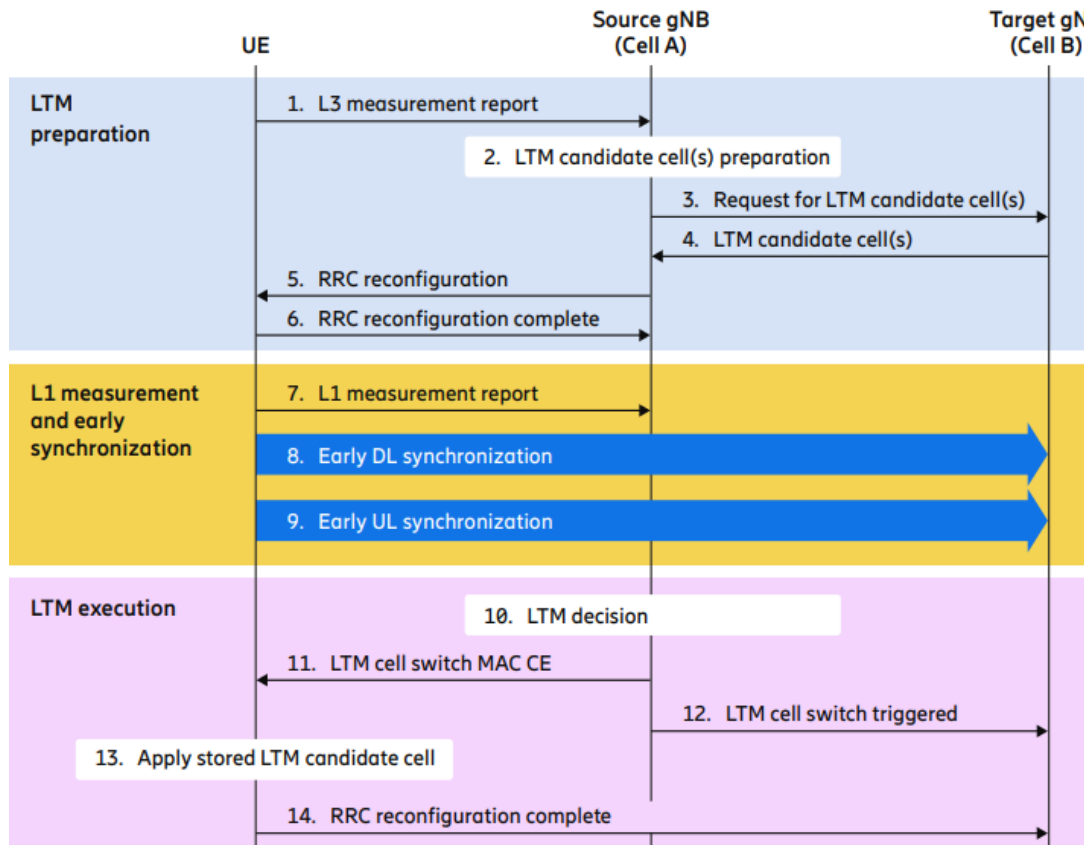 UE
Source gNB
(Cell A)
Target gN
(Cell B)
LTM
preparation
1. L3 measurement report
2. LTM candidate cell(s) preparation
3. Request for LTM candidate cell(s)
4. LTM candidate cell(s)
5. RRC reconfiguration
6. RRC reconfiguration complete
L1 measurement
and early
synchronization
7. L1 measurement report
8. Early DL synchronization
9. Early UL synchronization
LTM execution
10. LTM decision
11. LTM cell switch MAC CE
12. LTM cell switch triggered
13. Apply stored LTM candidate cell
14. RRC reconfiguration complete